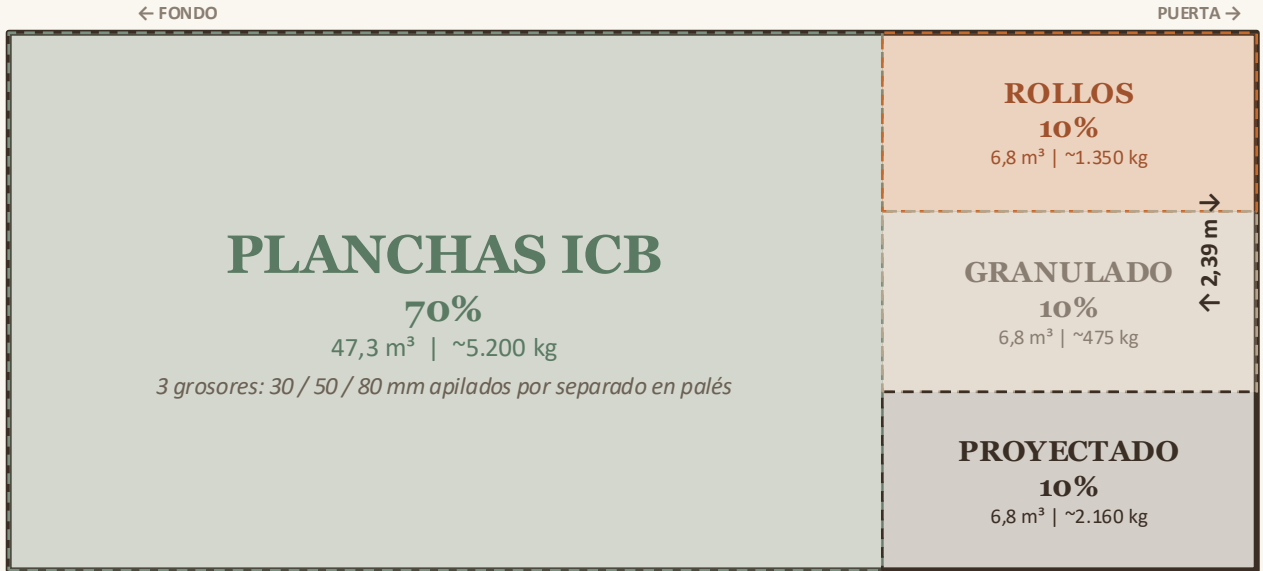 ← FONDO
PUERTA →
PLANCHAS ICB
70%
47,3 m³ | ~5.200 kg
3 grosores: 30 / 50 / 80 mm apilados por separado en palés
ROLLOS
10%
6,8 m³ | ~1.350 kg
← 2,39 m →
GRANULADO
10%
6,8 m³ | ~475 kg
PROYECTADO
10%
6,8 m³ | ~2.160 kg